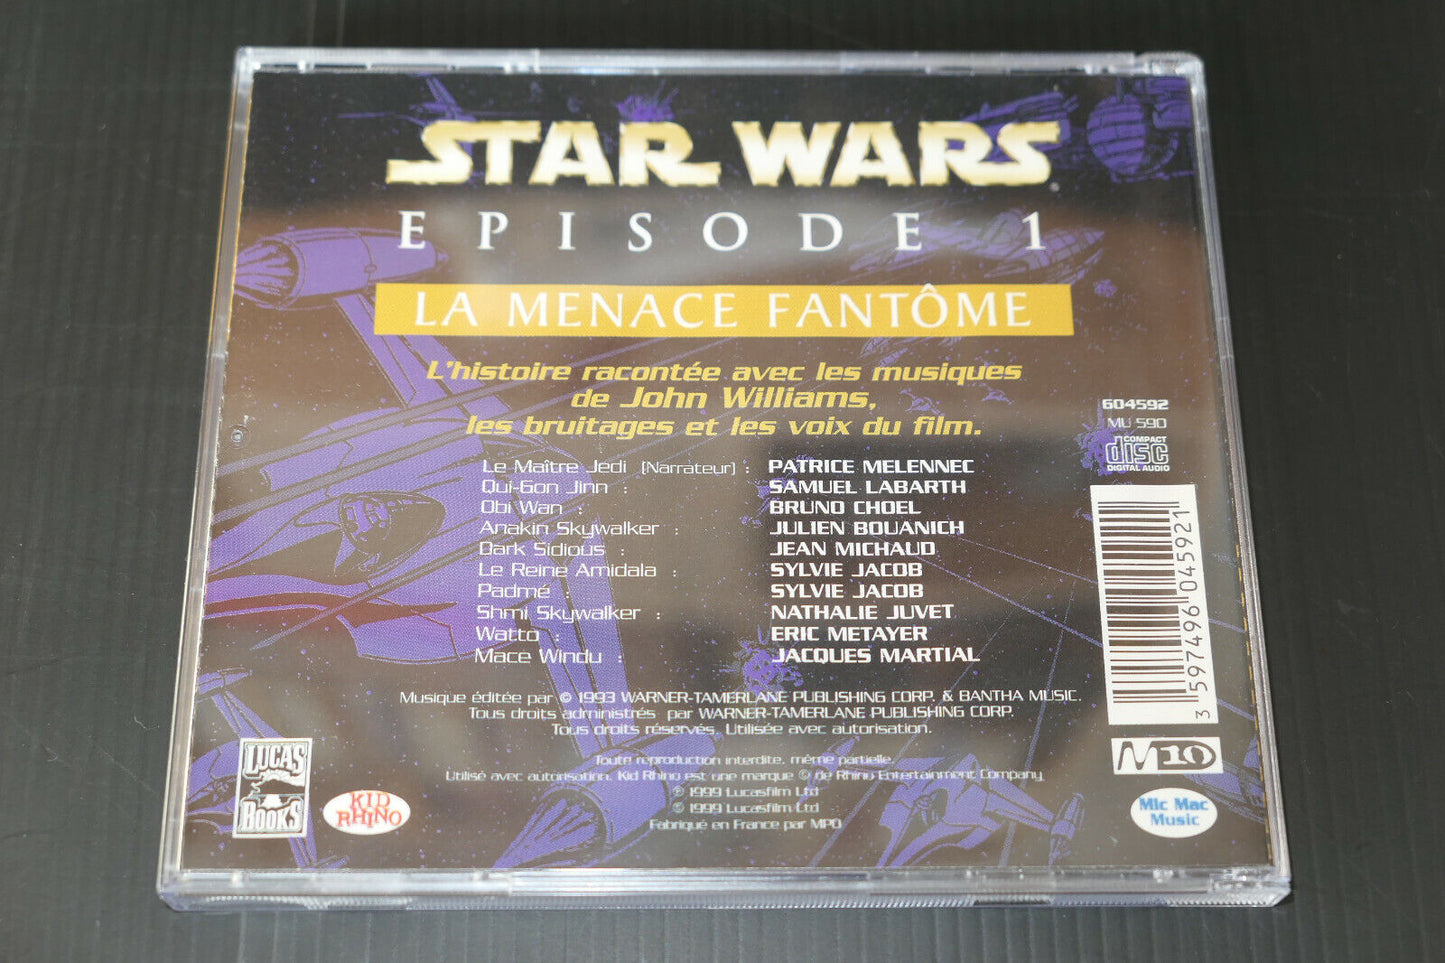 STAR WARS
EPISODE 1
LA MENACE FANTÔME
L'histoire racontée avec les musiques
de John Williams,
les bruitages et les voix du film.
604592
MU 590
COMPACT
disc
DIGITAL AUDIO
Le Maître Jedi (Narrateur) : PATRICE MELENNEC
Qui-Gon Jinn : SAMUEL LABARTH
Obi Wan : BRUNO CHOEL
Anakin Skywalker : JULIEN BOUANICH
Dark Sidious : JEAN MICHAUD
Le Reine Amidala : SYLVIE JACOB
Padmé : SYLVIE JACOB
Shmi Skywalker : NATHALIE JUVET
Watto : ERIC METAYER
Mace Windu : JACQUES MARTIAL
3 597496 045921
Musique éditée par © 1993 WARNER-TAMERLANE PUBLISHING CORP. & BANTHA MUSIC.
Tous droits administrés par WARNER-TAMERLANE PUBLISHING CORP.
Tous droits réservés. Utilisée avec autorisation.
Toute reproduction interdite, même partielle.
Utilisé avec autorisation. Kid Rhino est une marque © de Rhino Entertainment Company
℗ 1999 Lucasfilm Ltd
© 1999 Lucasfilm Ltd
Fabriqué en France par MPO
LUCAS
BOOKS
KID
RHINO
M10
Mic Mac
Music